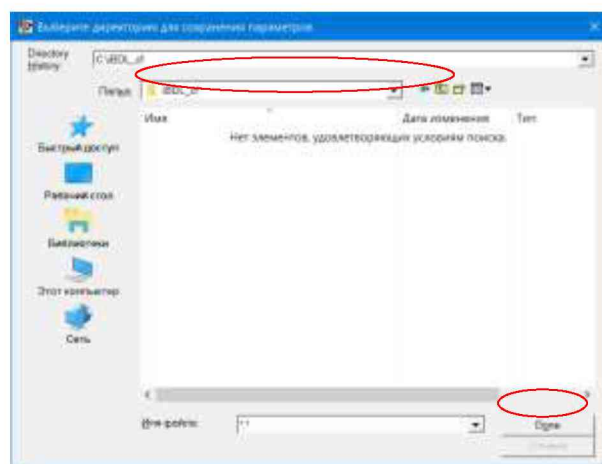 Выберите директорию для сохранения параметров
Directory
History
Папка:
Имя
Дата изменения
Тип
Нет элементов, удовлетворяющих условиям поиска.
Быстрый доступ
Рабочий стол
Библиотеки
Этот компьютер
Сеть
Имя файла:
*.*
Open